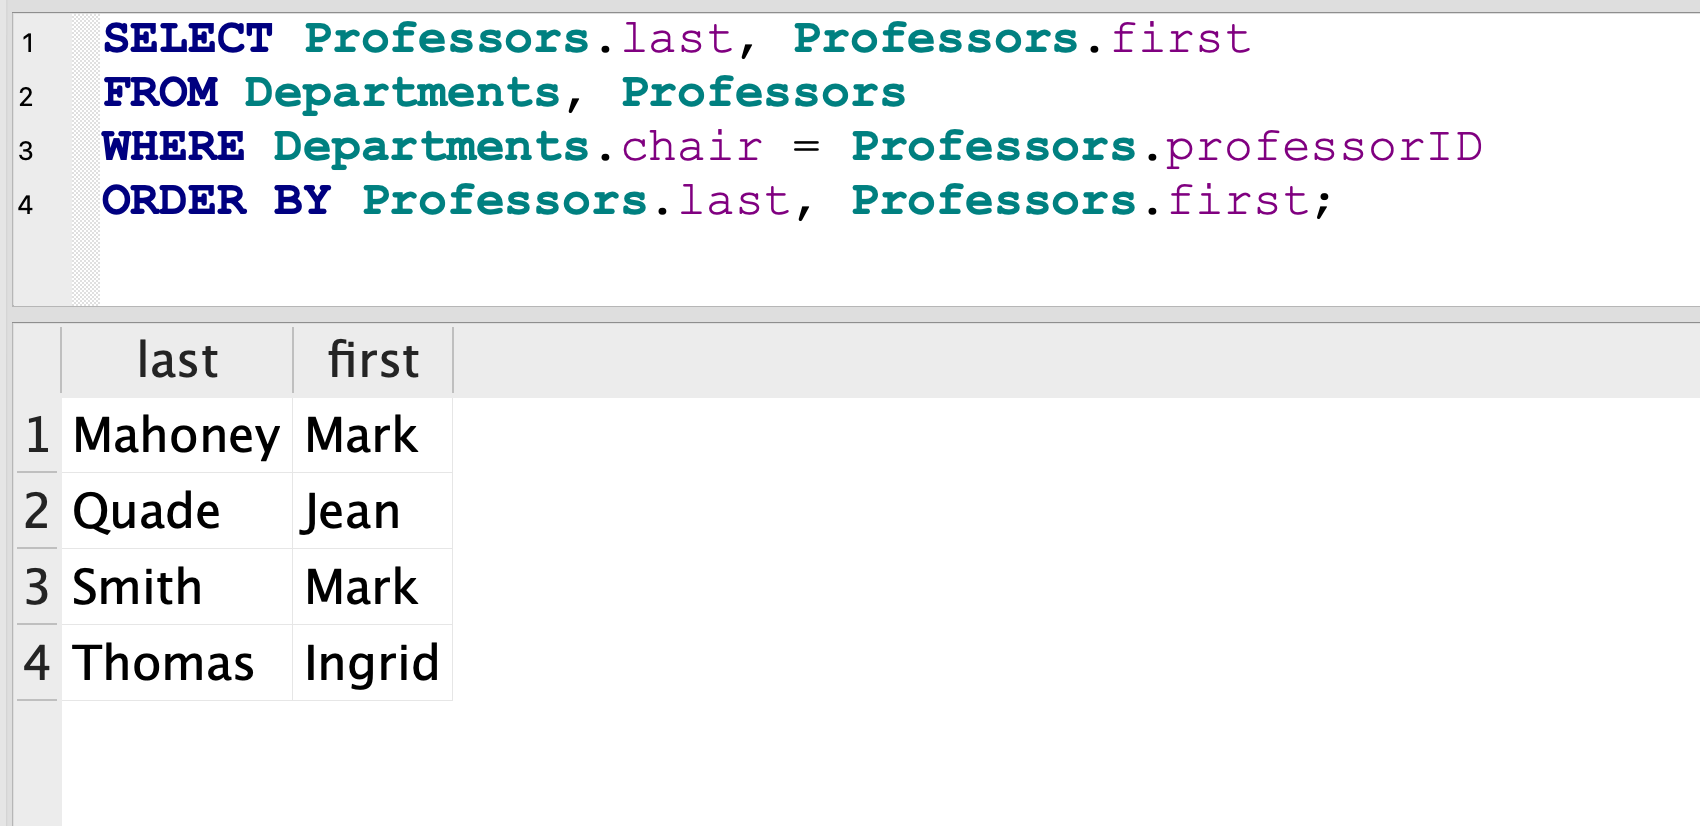 1 SELECT Professors.last, Professors.first
2 FROM Departments, Professors
3 WHERE Departments.chair = Professors.professorID
4 ORDER BY Professors.last, Professors.first;
last first
1 Mahoney Mark
2 Quade Jean
3 Smith Mark
4 Thomas Ingrid